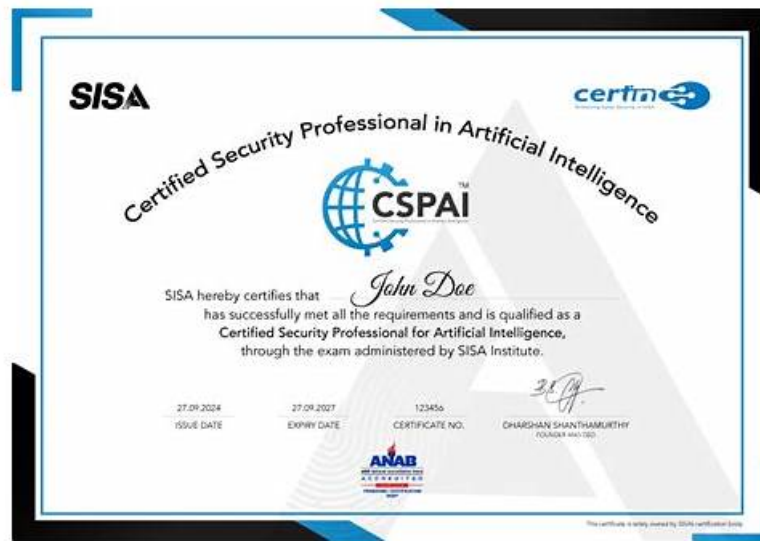 SISA
certin
Certified Security Professional in Artificial Intelligence
CSPAI
TM
SISA hereby certifies that John Doe
has successfully met all the requirements and is qualified as a
Certified Security Professional for Artificial Intelligence,
through the exam administered by SISA Institute.
27.09.2024 27.09.2027 123456
ISSUE DATE EXPIRY DATE CERTIFICATE NO. DHARSHAN SHANTHAMURTHY
FOUNDER AND CEO
ANAB
ACCREDITED